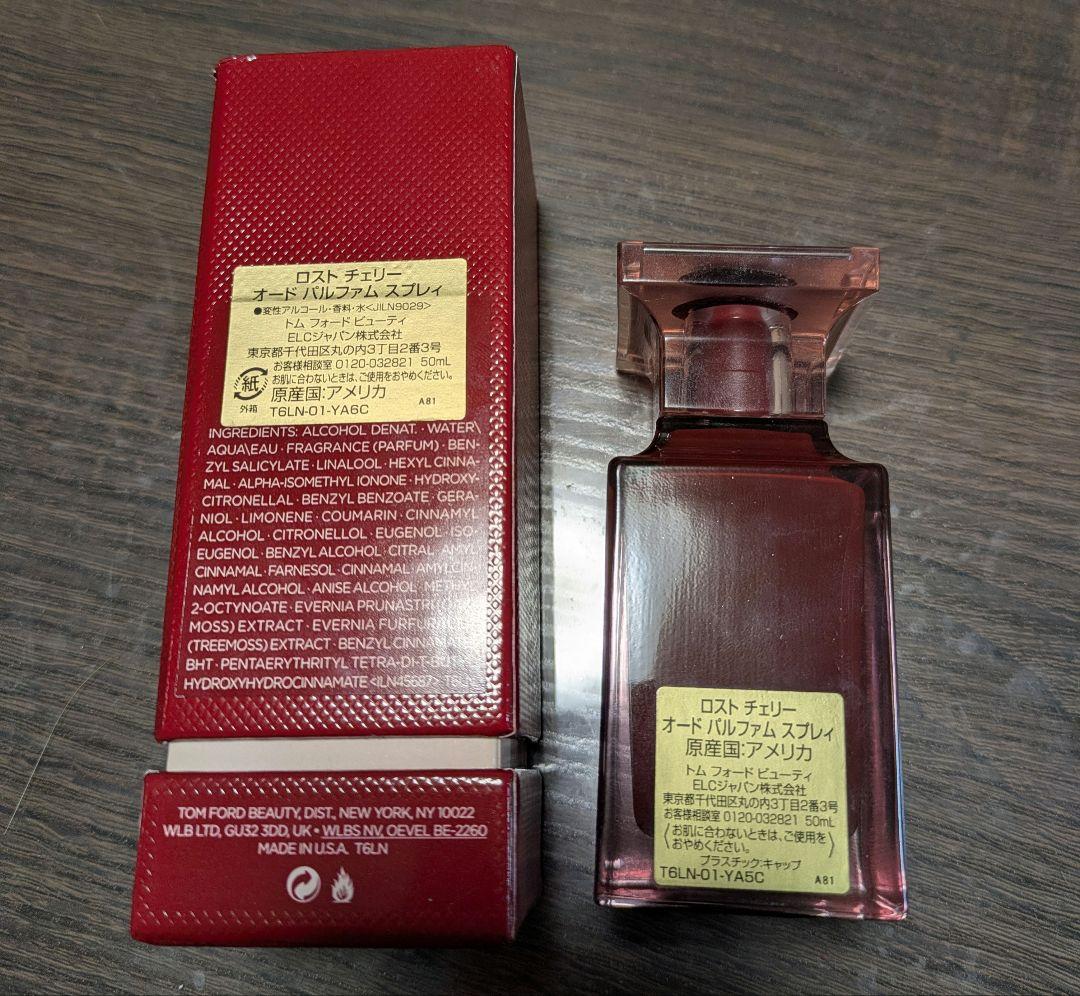 ロスト チェリー
オード パルファム スプレィ
●変性アルコール・香料・水<JILN9029>
トム フォード ビューティ
ELCジャパン株式会社
東京都千代田区丸の内3丁目2番3号
お客様相談室 0120-032821 50mL
お肌に合わないときは、ご使用をおやめください。
紙
外箱
原産国:アメリカ
T6LN-01-YA6C
A81
INGREDIENTS: ALCOHOL DENAT. · WATER\
AQUA\EAU · FRAGRANCE (PARFUM) · BEN-
ZYL SALICYLATE · LINALOOL · HEXYL CINNA-
MAL · ALPHA-ISOMETHYL IONONE · HYDROXY-
CITRONELLAL · BENZYL BENZOATE · GERA-
NIOL · LIMONENE · COUMARIN · CINNAMYL
ALCOHOL · CITRONELLOL · EUGENOL · ISO-
EUGENOL · BENZYL ALCOHOL · CITRAL · AMYL
CINNAMAL · FARNESOL · CINNAMAL · AMYLCIN-
NAMYL ALCOHOL · ANISE ALCOHOL · METHYL
2-OCTYNOATE · EVERNIA PRUNASTRI
MOSS) EXTRACT · EVERNIA
(TREEMOSS) EXTRACT · BENZYL CINNAMATE
BHT · PENTAERYTHRITYL TETRA-DI-T-BUTYL
HYDROXYHYDROCINNAMATE <ILN45687>
TOM FORD BEAUTY, DIST., NEW YORK, NY 10022
WLB LTD, GU32 3DD, UK • WLBS NV, OEVEL BE-2260
MADE IN U.S.A. T6LN
ロスト チェリー
オード パルファム スプレィ
原産国:アメリカ
トム フォード ビューティ
ELCジャパン株式会社
東京都千代田区丸の内3丁目2番3号
お客様相談室 0120-032821 50mL
お肌に合わないときは、ご使用を
おやめください。
プラスチック:キャップ
T6LN-01-YA5C
A81